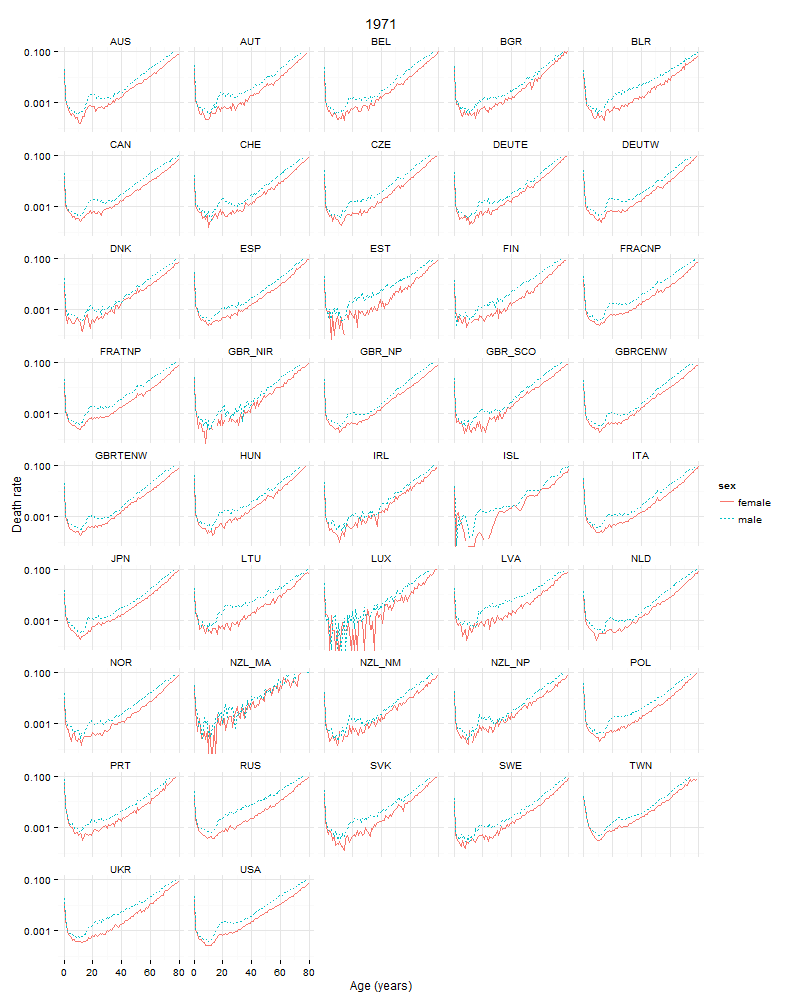 1971
AUS AUT BEL BGR BLR
0.100
0.001
CAN CHE CZE DEUTE DEUTW
0.100
0.001
DNK ESP EST FIN FRACNP
0.100
0.001
FRATNP GBR_NIR GBR_NP GBR_SCO GBRCENW
0.100
0.001
GBRTENW HUN IRL ISL ITA
0.100
0.001
Death rate
sex
female
male
JPN LTU LUX LVA NLD
0.100
0.001
NOR NZL_MA NZL_NM NZL_NP POL
0.100
0.001
PRT RUS SVK SWE TWN
0.100
0.001
UKR USA
0.100
0.001
0 20 40 60 80 0 20 40 60 80
Age (years)